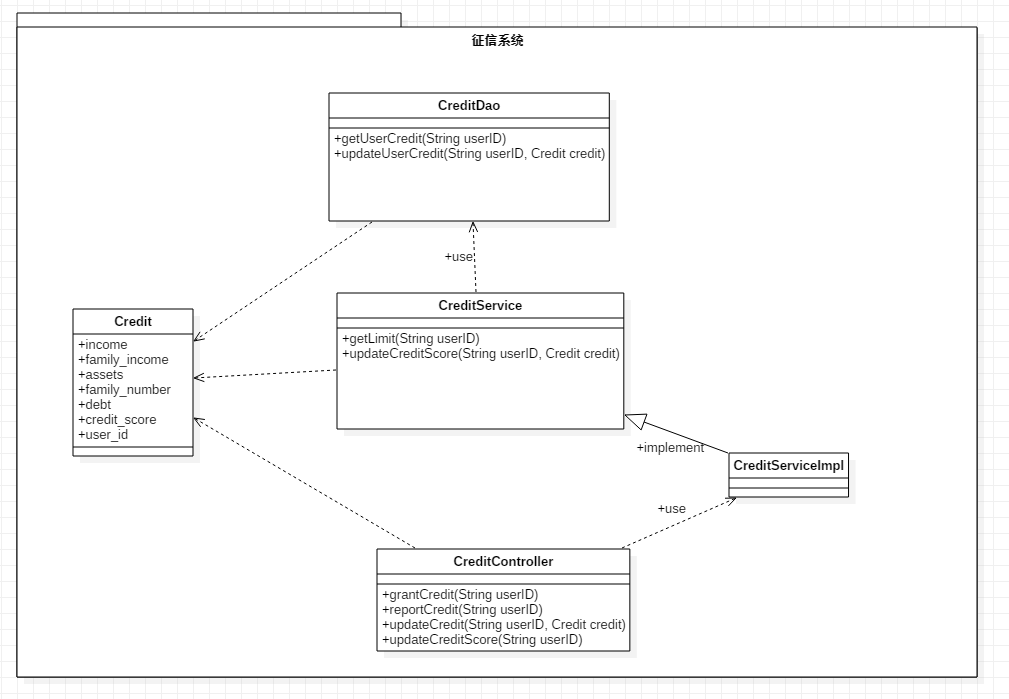 征信系统
CreditDao
+getUserCredit(String userID)
+updateUserCredit(String userID, Credit credit)
+use
CreditService
+getLimit(String userID)
+updateCreditScore(String userID, Credit credit)
Credit
+income
+family_income
+assets
+family_number
+debt
+credit_score
+user_id
+implement
CreditServiceImpl
+use
CreditController
+grantCredit(String userID)
+reportCredit(String userID)
+updateCredit(String userID, Credit credit)
+updateCreditScore(String userID)